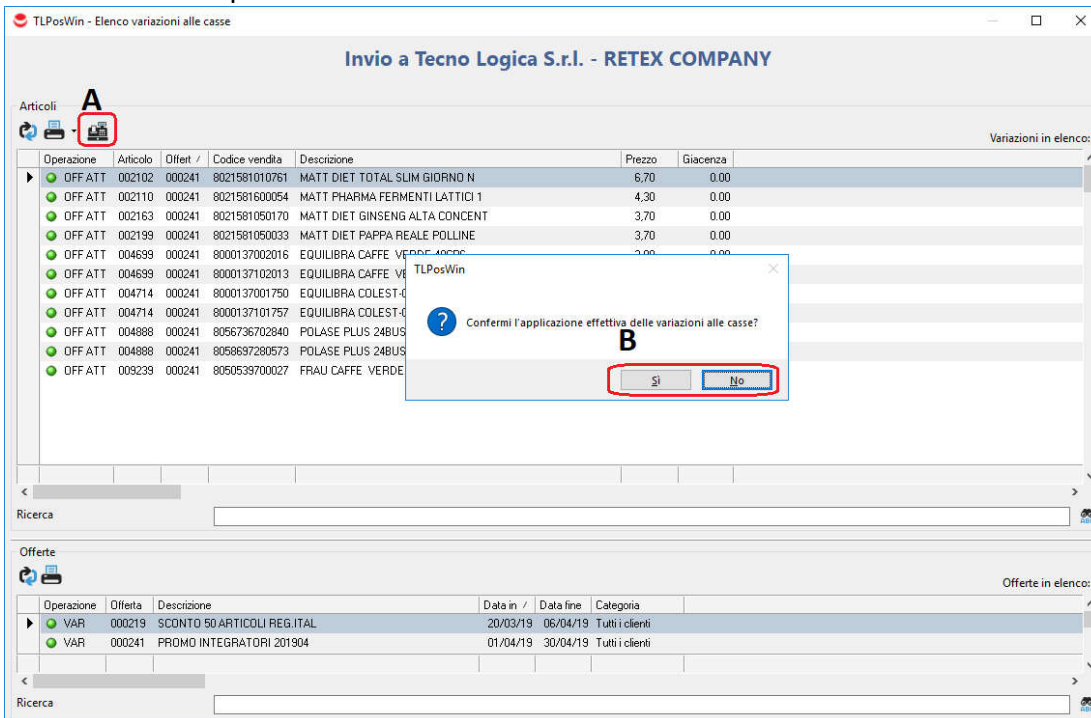 TLPosWin - Elenco variazioni alle casse
Invio a Tecno Logica S.r.l. - RETEX COMPANY
Articoli
A
Variazioni in elenco:
Operazione Articolo Offert / Codice vendita Descrizione Prezzo Giacenza
OFF ATT 002102 000241 8021581010761 MATT DIET TOTAL SLIM GIORNO N 6,70 0.00
OFF ATT 002110 000241 8021581600054 MATT PHARMA FERMENTI LATTICI 1 4,30 0.00
OFF ATT 002163 000241 8021581050170 MATT DIET GINSENG ALTA CONCENT 3,70 0.00
OFF ATT 002199 000241 8021581050033 MATT DIET PAPPA REALE POLLINE 3,70 0.00
OFF ATT 004699 000241 8000137002016 EQUILIBRA CAFFE
OFF ATT 004699 000241 8000137102013 EQUILIBRA CAFFE
OFF ATT 004714 000241 8000137001750 EQUILIBRA COLEST-
OFF ATT 004714 000241 8000137101757 EQUILIBRA COLEST-
OFF ATT 004888 000241 8056736702840 POLASE PLUS 24BUS
OFF ATT 004888 000241 8058697280573 POLASE PLUS 24BUS
OFF ATT 009239 000241 8050539700027 FRAU CAFFE VERDE
TLPosWin
Confermi l'applicazione effettiva delle variazioni alle casse?
B
Sì No
Ricerca
Offerte
Offerte in elenco:
Operazione Offerta Descrizione Data in / Data fine Categoria
VAR 000219 SCONTO 50 ARTICOLI REG.ITAL 20/03/19 06/04/19 Tutti i clienti
VAR 000241 PROMO INTEGRATORI 201904 01/04/19 30/04/19 Tutti i clienti
Ricerca